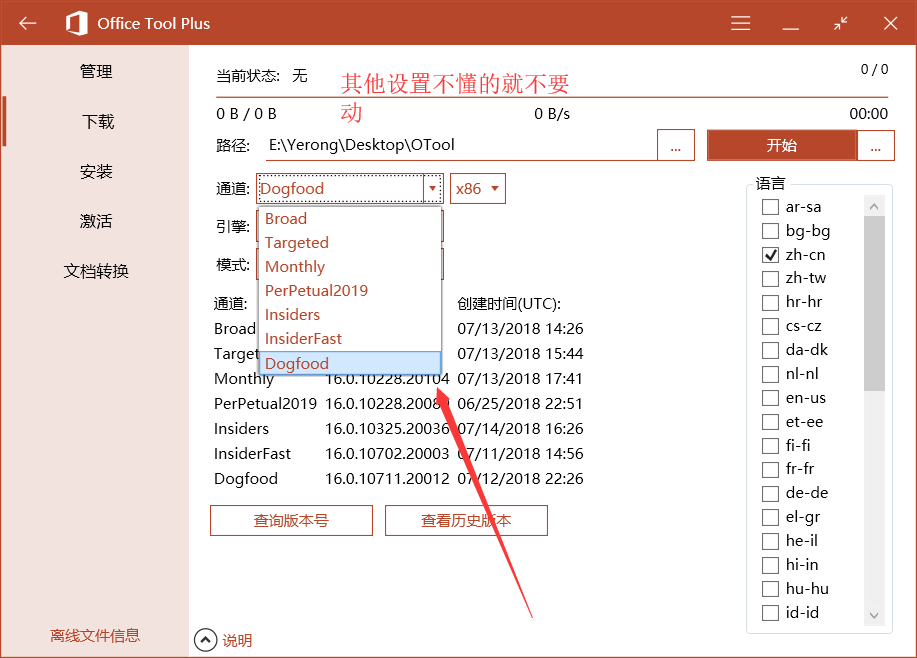 Office Tool Plus
管理
下载
安装
激活
文档转换
离线文件信息
当前状态: 无
0 / 0
其他设置不懂的就不要
动
0 B / 0 B
0 B/s
00:00
路径: E:\Yerong\Desktop\OTool
...
开始
...
通道: Dogfood
x86
引擎:
模式:
Broad
Targeted
Monthly
PerPetual2019
Insiders
InsiderFast
Dogfood
通道: 创建时间(UTC):
Broad 07/13/2018 14:26
Target 07/13/2018 15:44
Monthly 16.0.10228.20104 07/13/2018 17:41
PerPetual2019 16.0.10228.2008 06/25/2018 22:51
Insiders 16.0.10325.20036 07/14/2018 16:26
InsiderFast 16.0.10702.20003 07/11/2018 14:56
Dogfood 16.0.10711.20012 07/12/2018 22:26
查询版本号
查看历史版本
说明
语言
ar-sa
bg-bg
zh-cn
zh-tw
hr-hr
cs-cz
da-dk
nl-nl
en-us
et-ee
fi-fi
fr-fr
de-de
el-gr
he-il
hi-in
hu-hu
id-id